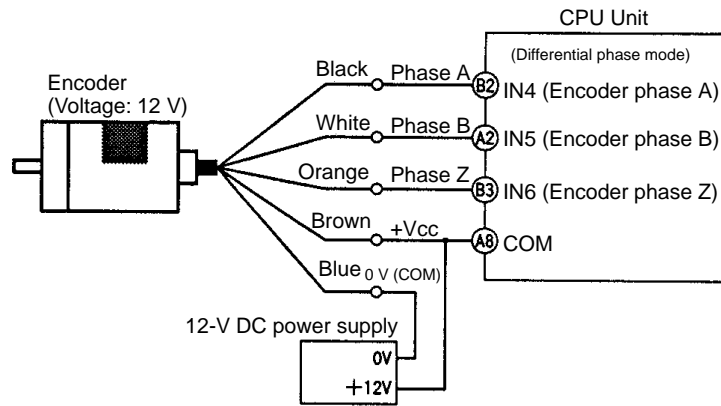 CPU Unit
(Differential phase mode)
Encoder
(Voltage: 12 V)
Black Phase A B2 IN4 (Encoder phase A)
White Phase B A2 IN5 (Encoder phase B)
Orange Phase Z B3 IN6 (Encoder phase Z)
Brown +Vcc A8 COM
Blue 0 V (COM)
12-V DC power supply
0V
+12V